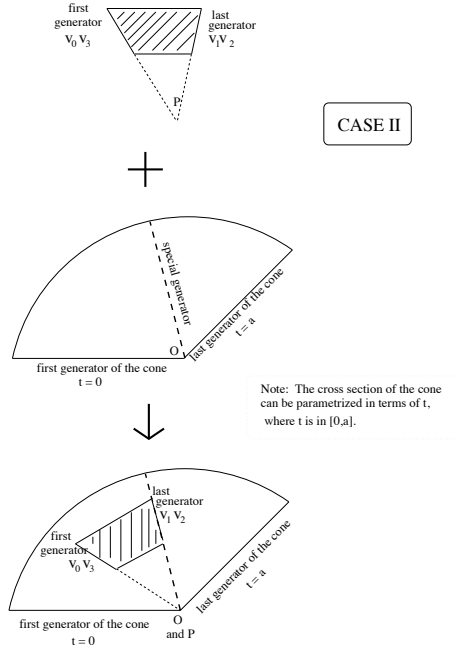 first
generator
V0 V3
last
generator
V1V2
P
CASE II
special generator
O
last generator of the cone
t = a
first generator of the cone
t = 0
Note: The cross section of the cone
can be parametrized in terms of t,
where t is in [0,a].
last
generator
V1 V2
first
generator
V0 V3
last generator of the cone
t = a
O
and P
first generator of the cone
t = 0